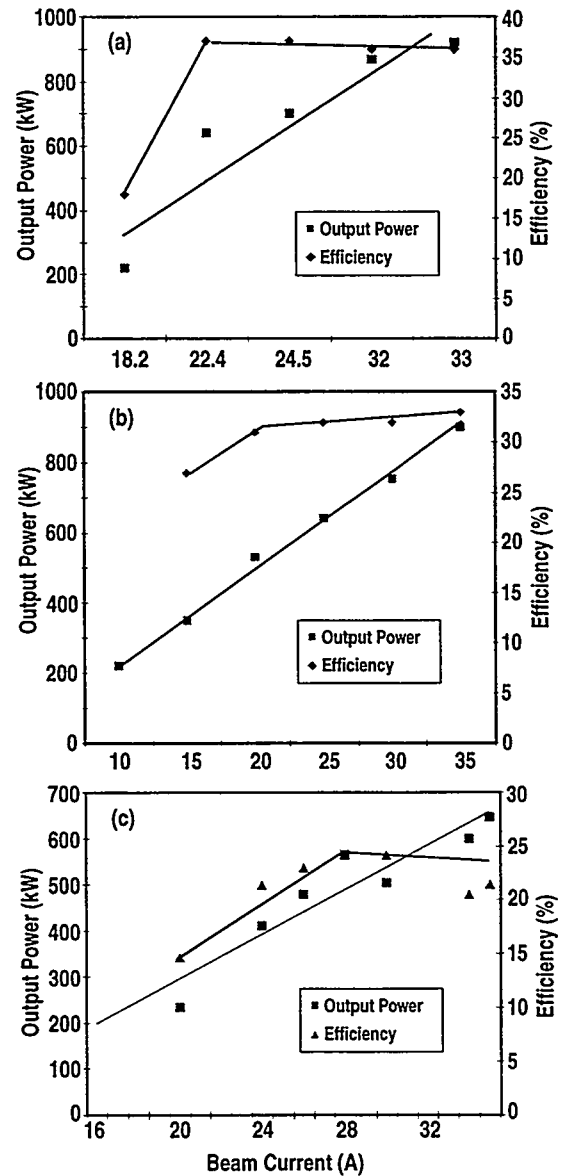 (a)
Output Power (kW)
1000
800
600
400
200
0
40
35
30
25
20
15
10
5
0
Efficiency (%)
Output Power
Efficiency
18.2 22.4 24.5 32 33
(b)
Output Power (kW)
1000
800
600
400
200
0
35
30
25
20
15
10
5
0
Efficiency (%)
Output Power
Efficiency
10 15 20 25 30 35
(c)
Output Power (kW)
700
600
500
400
300
200
100
0
30
25
20
15
10
5
0
Efficiency (%)
Output Power
Efficiency
16 20 24 28 30 32
Beam Current (A)